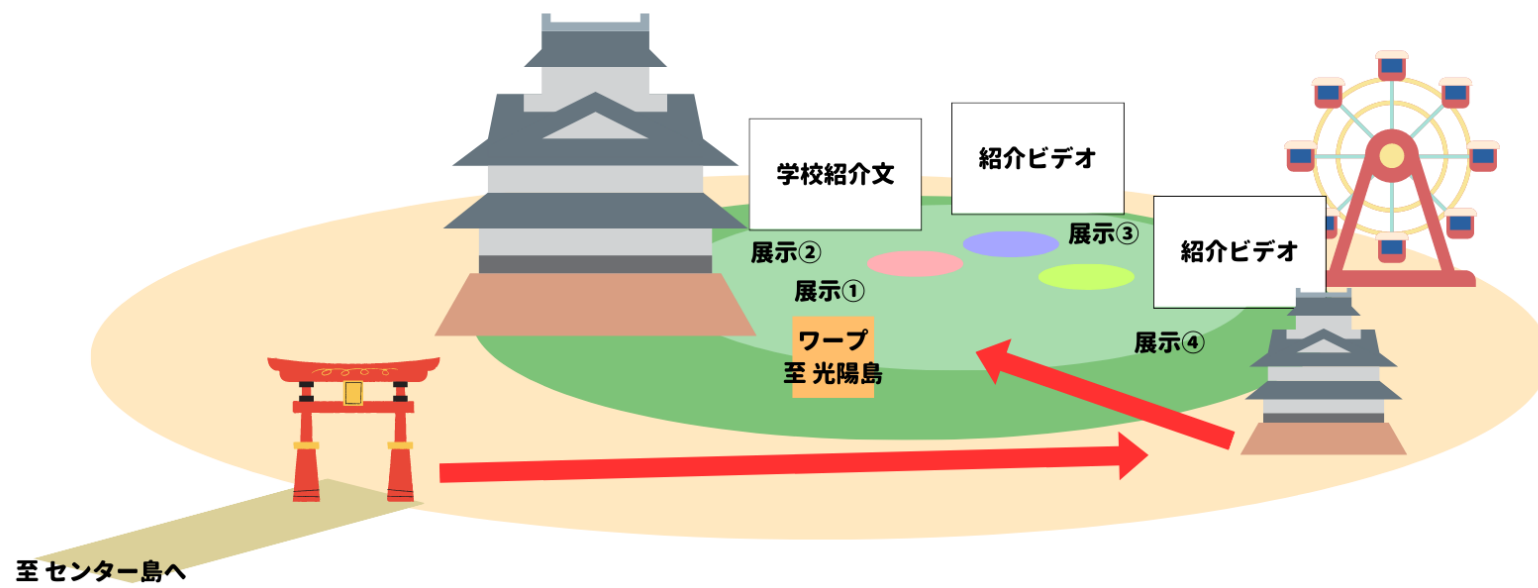 学校紹介文
紹介ビデオ
紹介ビデオ
展示②
展示③
展示①
展示④
ワープ
至 光陽島
至 センター島へ